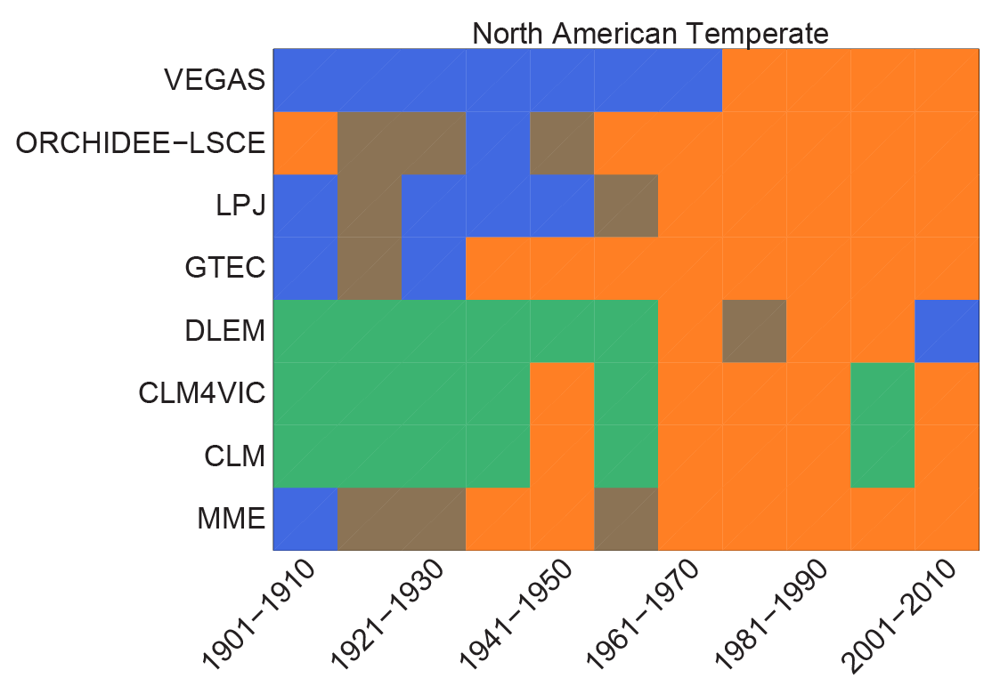 North American Temperate
VEGAS
ORCHIDEE−LSCE
LPJ
GTEC
DLEM
CLM4VIC
CLM
MME
1901−1910
1921−1930
1941−1950
1961−1970
1981−1990
2001−2010